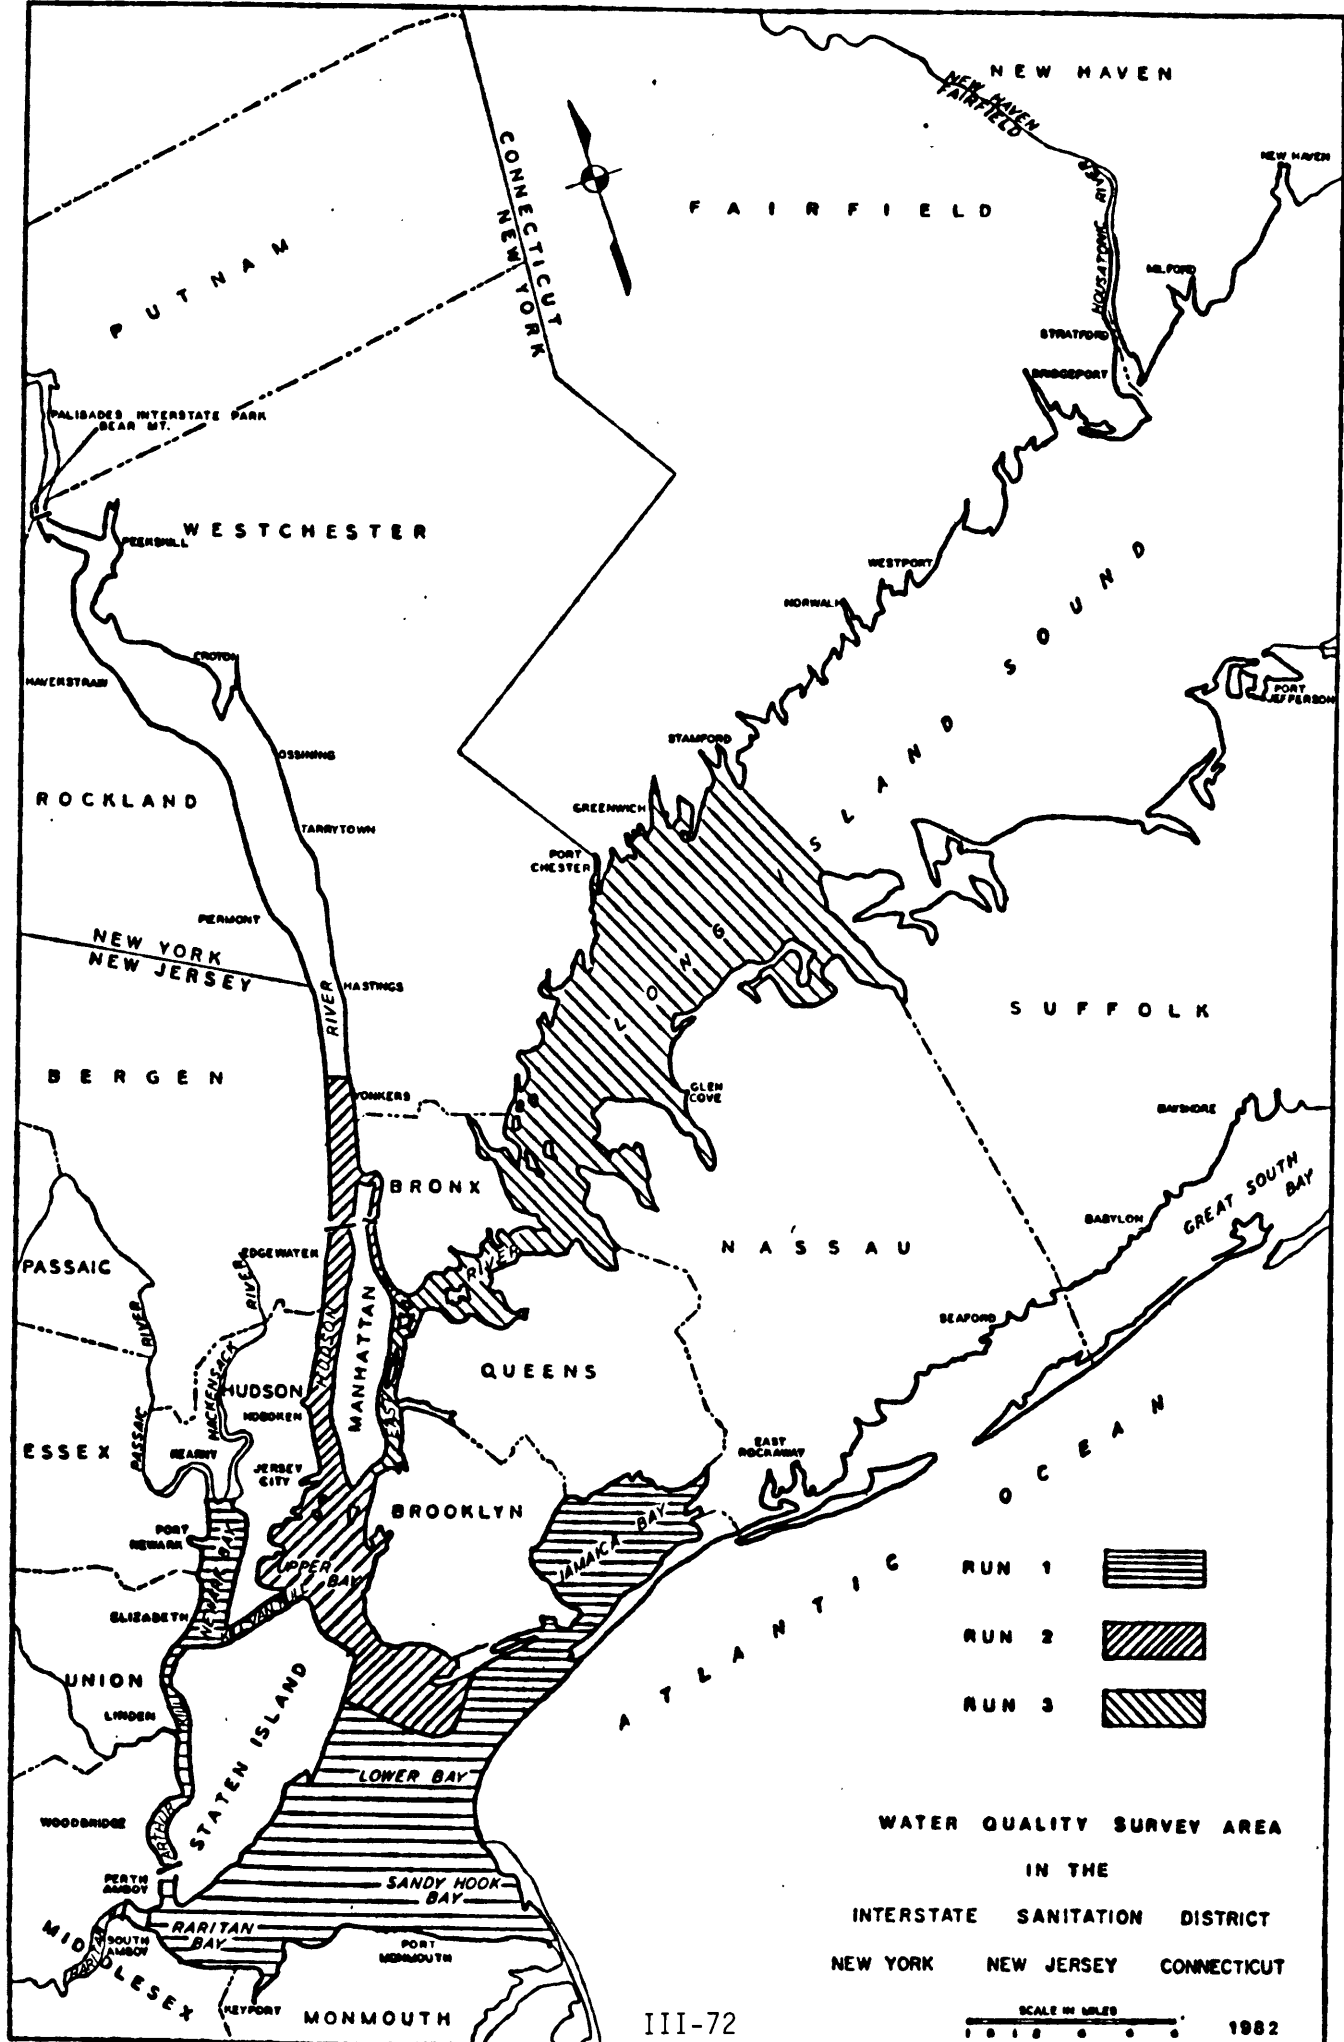 NEW HAVEN
NEW HAVEN
FAIRFIELD
NEW HAVEN
CONNECTICUT
NEW YORK
FAIRFIELD
HOUSATONIC RIVER
MILFORD
PUTNAM
STRATFORD
BRIDGEPORT
PALISADES INTERSTATE PARK
BEAR MT.
WESTCHESTER
PEEKSKILL
WESTPORT
NORWALK
LONG ISLAND SOUND
CROTON
HAVERSTRAW
PORT
JEFFERSON
STAMFORD
OSSINING
ROCKLAND
GREENWICH
TARRYTOWN
PORT
CHESTER
PIERMONT
NEW YORK
NEW JERSEY
HASTINGS
RIVER
SUFFOLK
BERGEN
YONKERS
GLEN
COVE
BAYSHORE
BRONX
GREAT SOUTH
BAY
BABYLON
NASSAU
PASSAIC
EDGEWATER
RIVER
RIVER
RIVER
HUDSON
MANHATTAN
SEAFORD
QUEENS
HACKENSACK
HUDSON
HOBOKEN
EAST
PASSAIC
ESSEX
KEARNY
EAST
ROCKAWAY
JERSEY
CITY
BROOKLYN
JAMAICA BAY
PORT
NEWARK
NEWARK BAY
UPPER
BAY
ATLANTIC OCEAN
RUN 1
ELIZABETH
VAN KULL
RUN 2
UNION
LINDEN
KILL
STATEN ISLAND
RUN 3
LOWER BAY
WOODBRIDGE
ARTHUR
WATER QUALITY SURVEY AREA
IN THE
INTERSTATE SANITATION DISTRICT
NEW YORK NEW JERSEY CONNECTICUT
PERTH
AMBOY
SANDY HOOK
BAY
RARITAN
BAY
SOUTH
AMBOY
RARITAN
PORT
MONMOUTH
MIDDLESEX
KEYPORT
MONMOUTH
III-72
SCALE IN MILES
1982